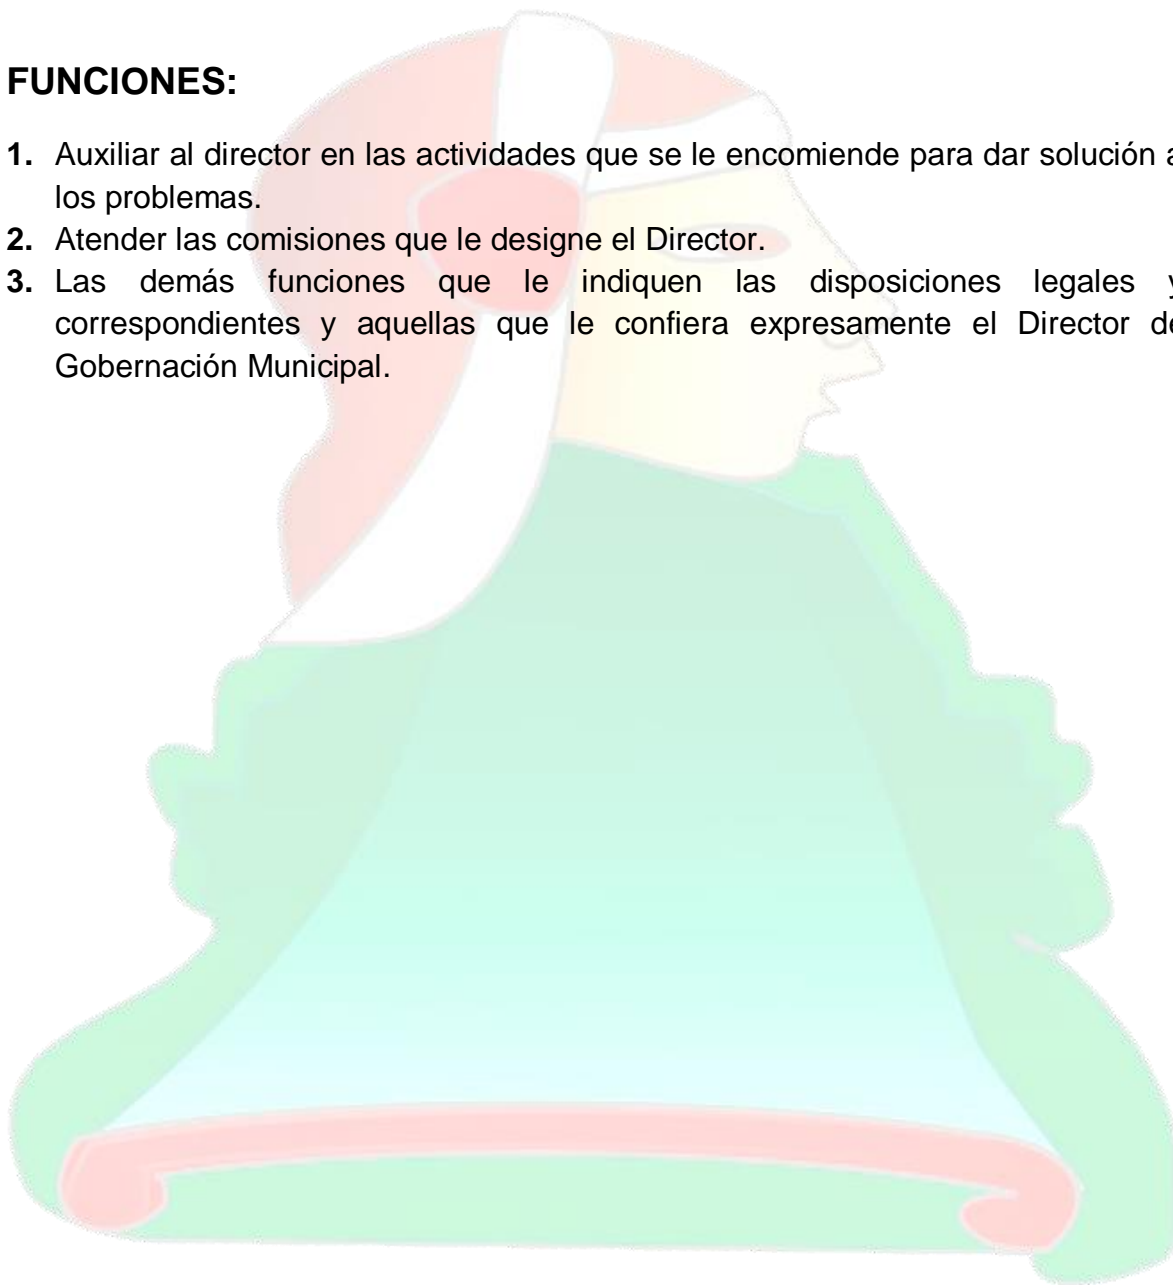 FUNCIONES:
1. Auxiliar al director en las actividades que se le encomiende para dar solución a
los problemas.
2. Atender las comisiones que le designe el Director.
3. Las demás funciones que le indiquen las disposiciones legales y
correspondientes y aquellas que le confiera expresamente el Director de
Gobernación Municipal.